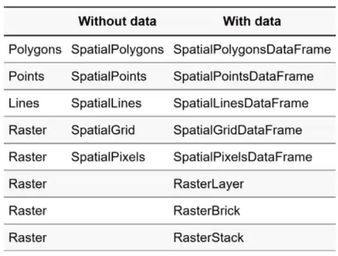 Without data With data
Polygons SpatialPolygons SpatialPolygonsDataFrame
Points SpatialPoints SpatialPointsDataFrame
Lines SpatialLines SpatialLinesDataFrame
Raster SpatialGrid SpatialGridDataFrame
Raster SpatialPixels SpatialPixelsDataFrame
Raster RasterLayer
Raster RasterBrick
Raster RasterStack